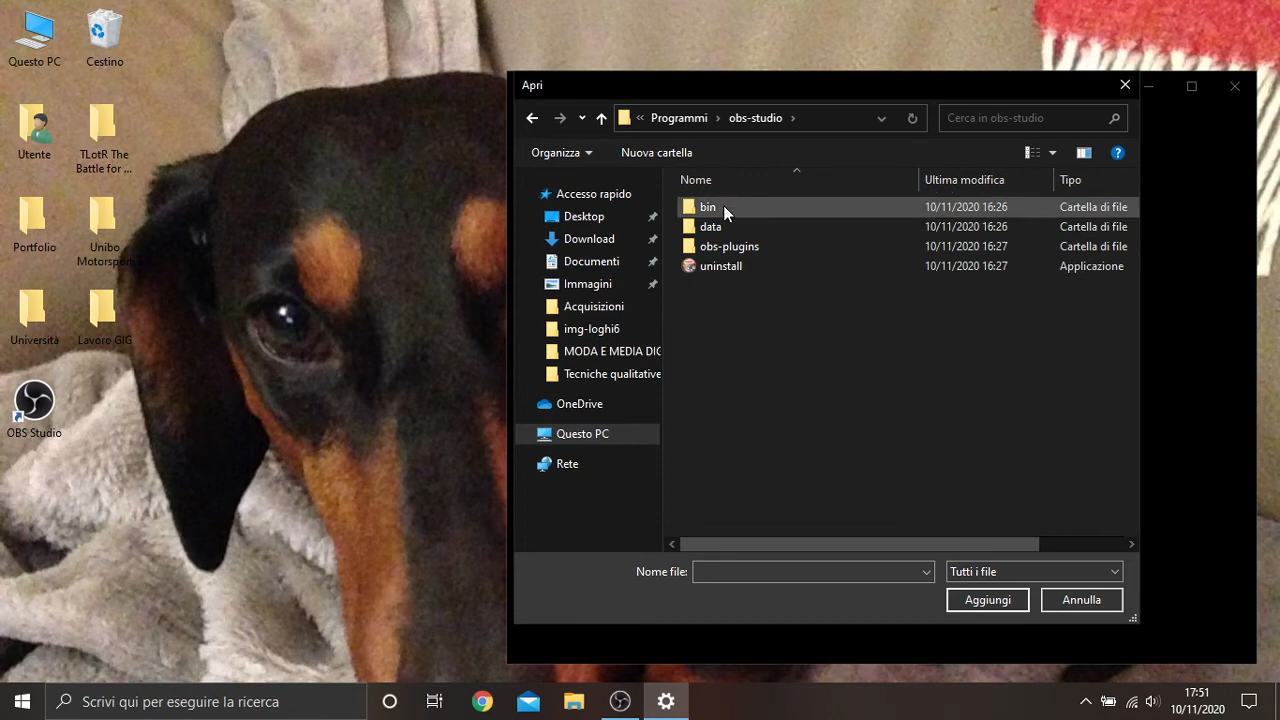 Questo PC
Cestino
Utente
TLotR The
Battle for ...
Portfolio
Unibo
Motorsport
Università
Lavoro GIG
OBS Studio
Apri
« Programmi › obs-studio ›
Cerca in obs-studio
Organizza
Nuova cartella
Nome
Ultima modifica
Tipo
bin
10/11/2020 16:26
Cartella di file
data
10/11/2020 16:26
Cartella di file
obs-plugins
10/11/2020 16:27
Cartella di file
uninstall
10/11/2020 16:27
Applicazione
Accesso rapido
Desktop
Download
Documenti
Immagini
Acquisizioni
img-loghi6
MODA E MEDIA DIG
Tecniche qualitative
OneDrive
Questo PC
Rete
Nome file:
Tutti i file
Aggiungi
Annulla
Scrivi qui per eseguire la ricerca
17:51
10/11/2020